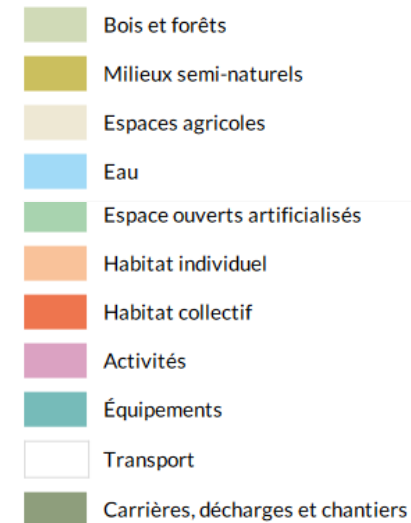 Bois et forêts
Milieux semi-naturels
Espaces agricoles
Eau
Espace ouverts artificialisés
Habitat individuel
Habitat collectif
Activités
Équipements
Transport
Carrières, décharges et chantiers